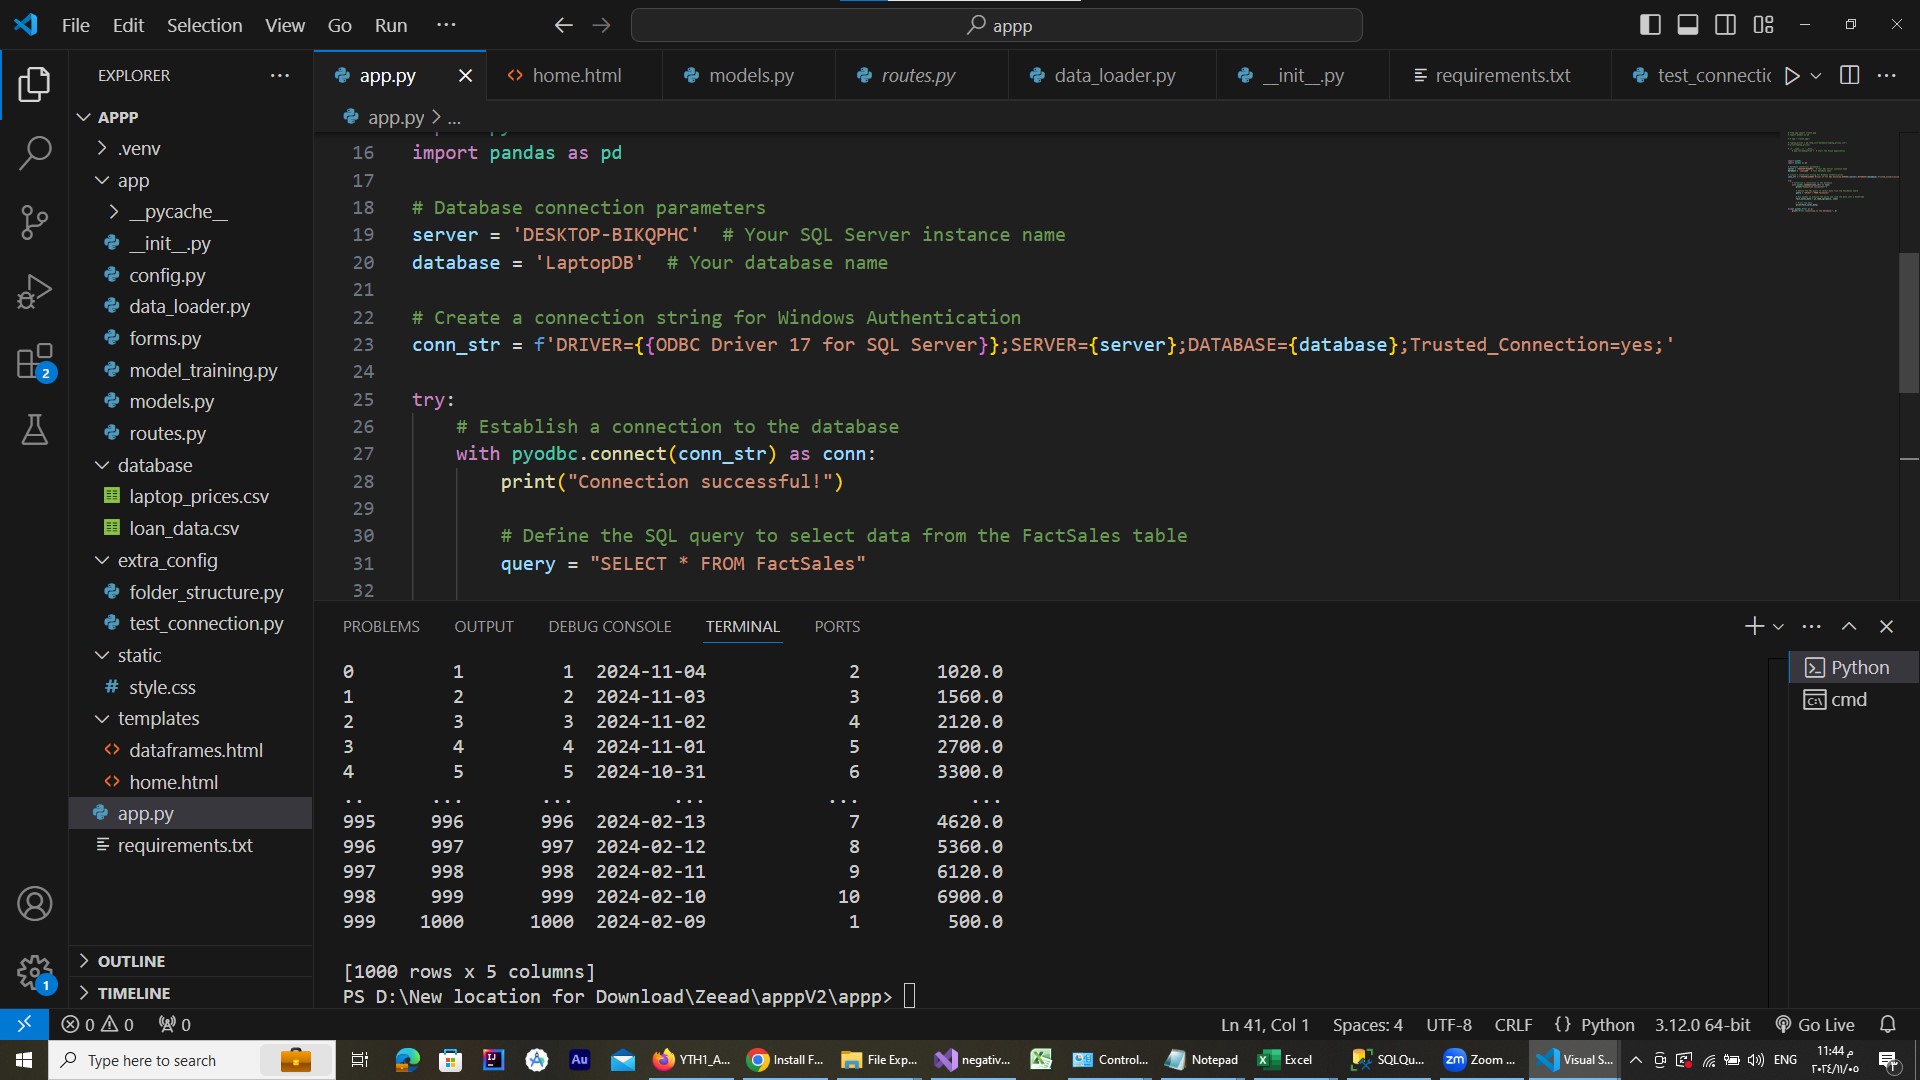 File Edit Selection View Go Run ···
appp
EXPLORER ···
APPP
.venv
app
__pycache__
__init__.py
config.py
data_loader.py
forms.py
model_training.py
models.py
routes.py
database
laptop_prices.csv
loan_data.csv
extra_config
folder_structure.py
test_connection.py
static
style.css
templates
dataframes.html
home.html
app.py
requirements.txt
OUTLINE
TIMELINE
2
1
app.py home.html models.py routes.py data_loader.py __init__.py requirements.txt test_connectic
app.py > ...
16 import pandas as pd
17
18 # Database connection parameters
19 server = 'DESKTOP-BIKQPHC'  # Your SQL Server instance name
20 database = 'LaptopDB'  # Your database name
21
22 # Create a connection string for Windows Authentication
23 conn_str = f'DRIVER={{ODBC Driver 17 for SQL Server}};SERVER={server};DATABASE={database};Trusted_Connection=yes;'
24
25 try:
26     # Establish a connection to the database
27     with pyodbc.connect(conn_str) as conn:
28         print("Connection successful!")
29
30         # Define the SQL query to select data from the FactSales table
31         query = "SELECT * FROM FactSales"
32
PROBLEMS OUTPUT DEBUG CONSOLE TERMINAL PORTS
Python
cmd
0 1 1 2024-11-04 2 1020.0
1 2 2 2024-11-03 3 1560.0
2 3 3 2024-11-02 4 2120.0
3 4 4 2024-11-01 5 2700.0
4 5 5 2024-10-31 6 3300.0
.. ... ... ... ... ...
995 996 996 2024-02-13 7 4620.0
996 997 997 2024-02-12 8 5360.0
997 998 998 2024-02-11 9 6120.0
998 999 999 2024-02-10 10 6900.0
999 1000 1000 2024-02-09 1 500.0
[1000 rows x 5 columns]
PS D:\New location for Download\Zeead\apppV2\appp>
0 0 0 Ln 41, Col 1 Spaces: 4 UTF-8 CRLF {} Python 3.12.0 64-bit Go Live
Type here to search YTH1_A... Install F... File Exp... negativ... Control... Notepad Excel SQLQu... Zoom ... Visual S... ENG
11:44 م
٢٠٢٤/١١/٠٥